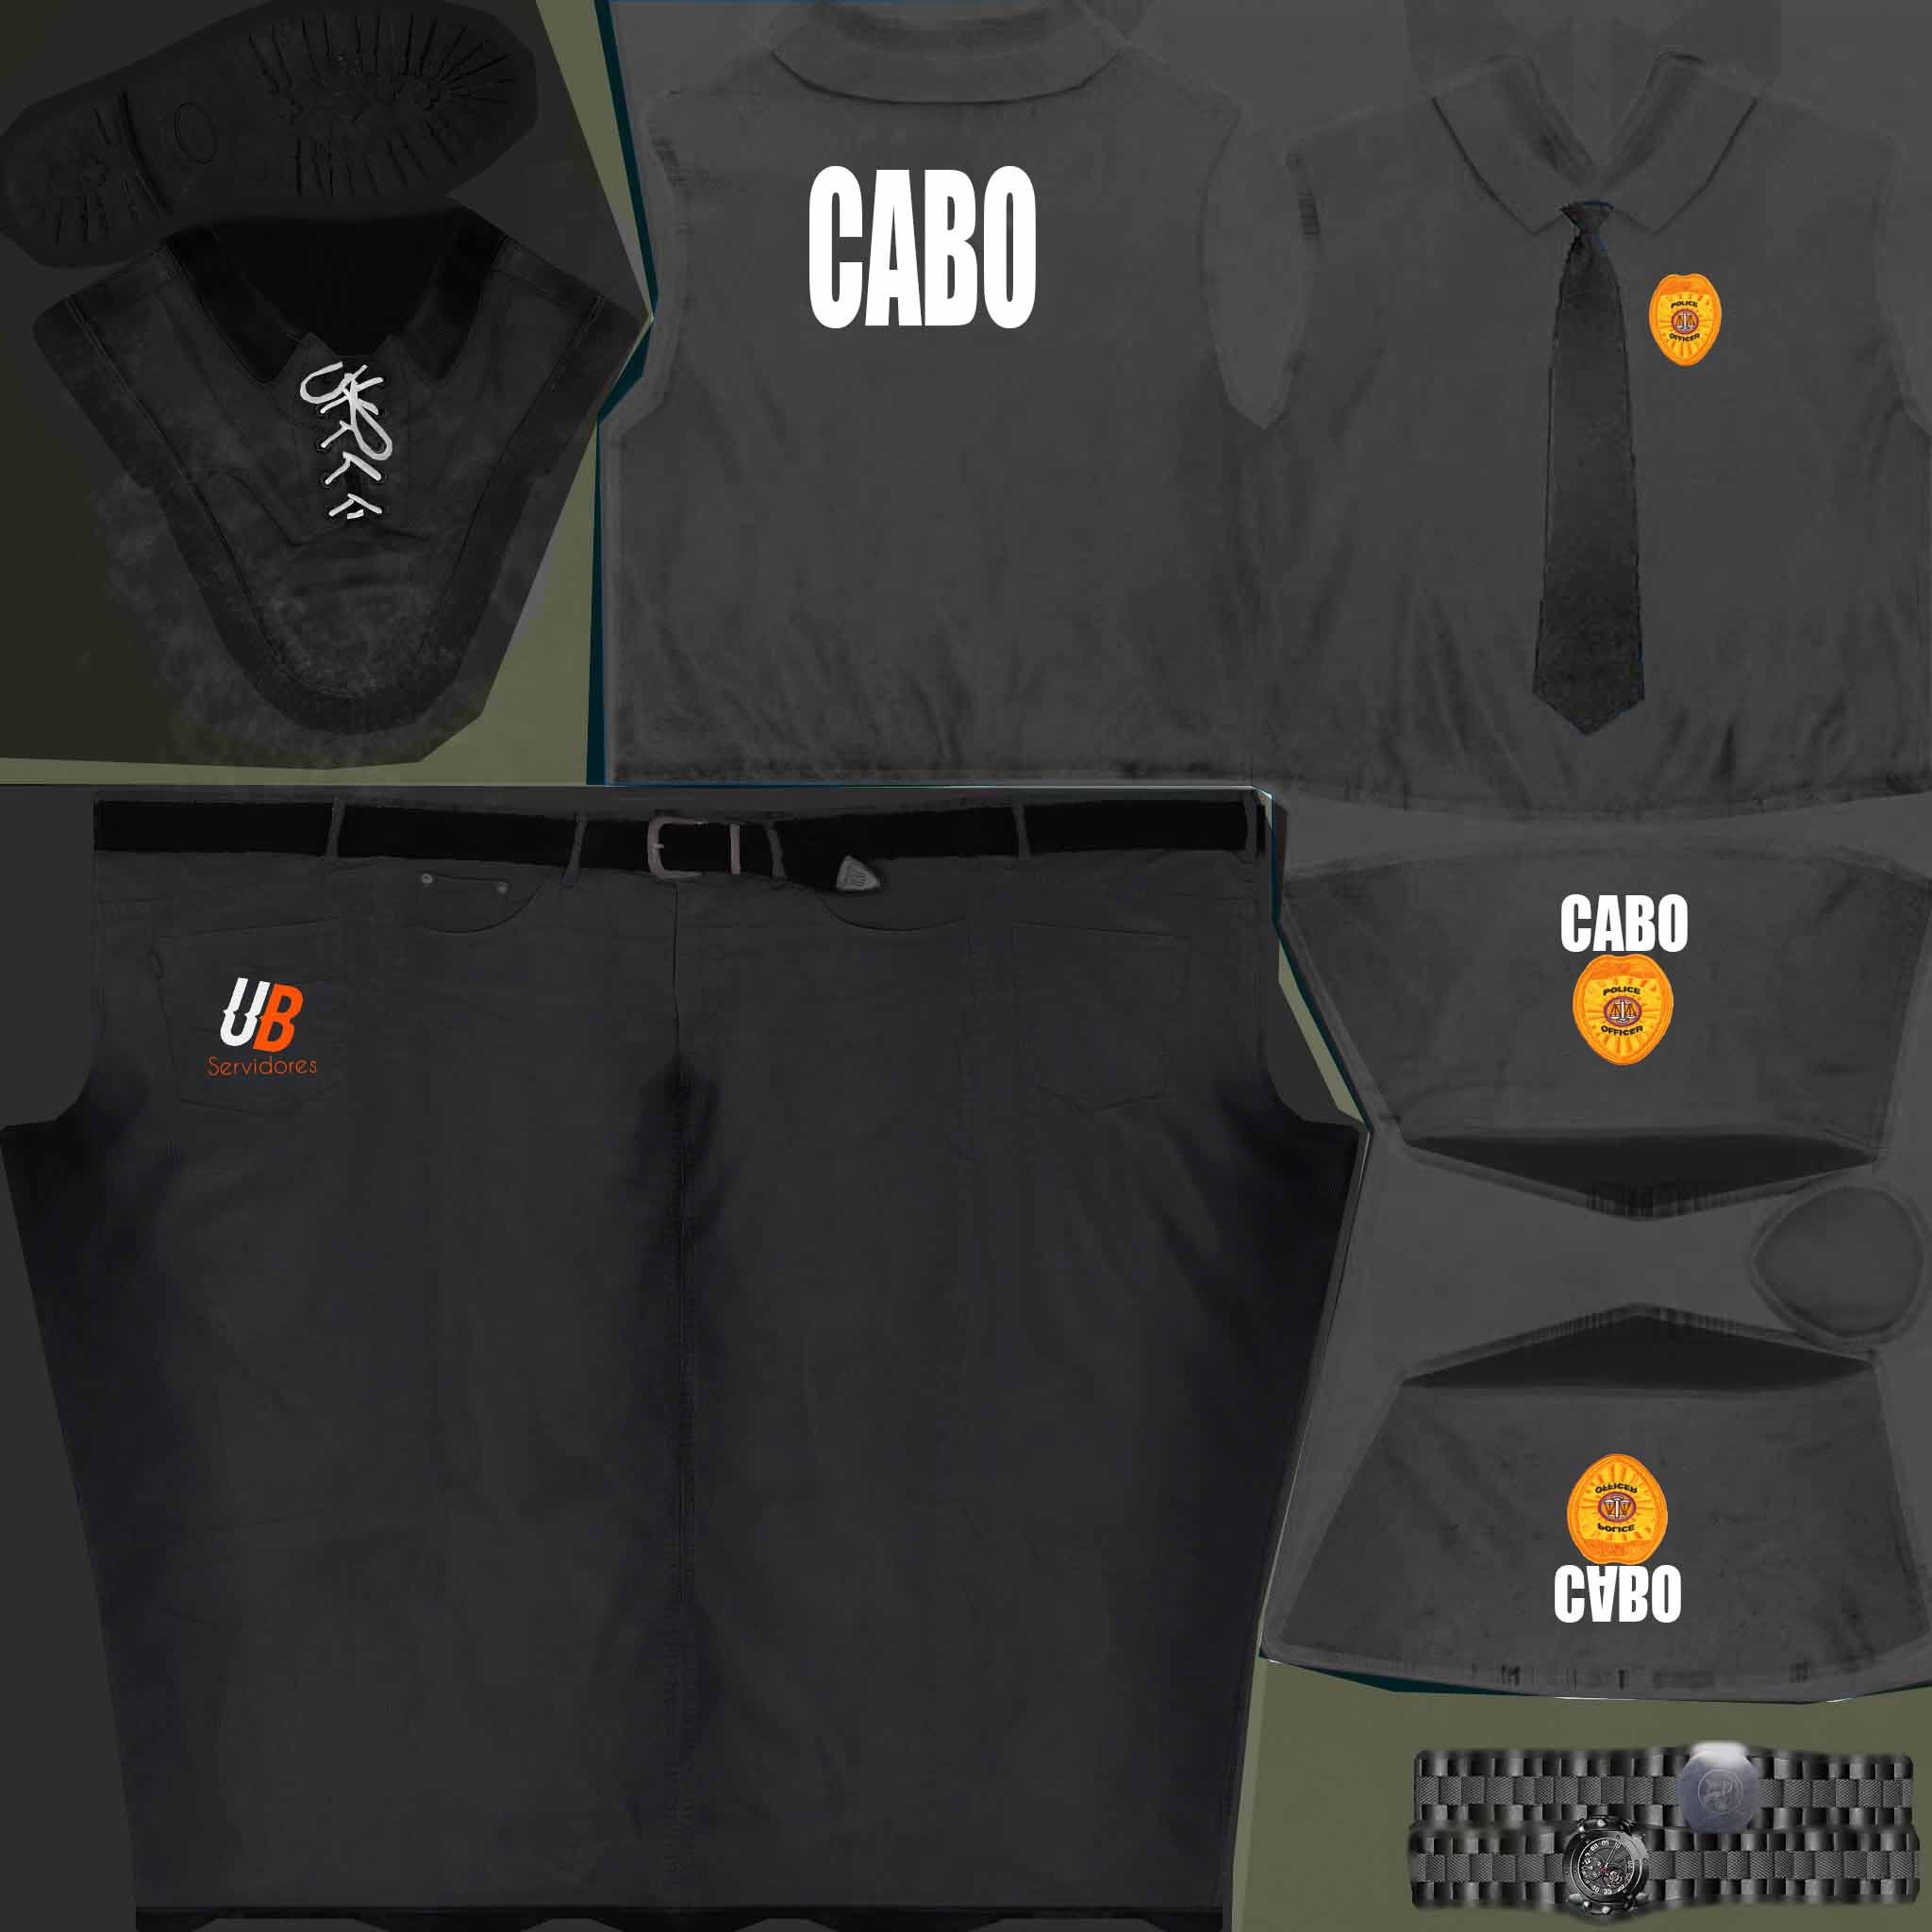 CABO
POLICE
OFFICER
CABO
POLICE
OFFICER
UB
Servidores
OFFICER
POLICE
CABO